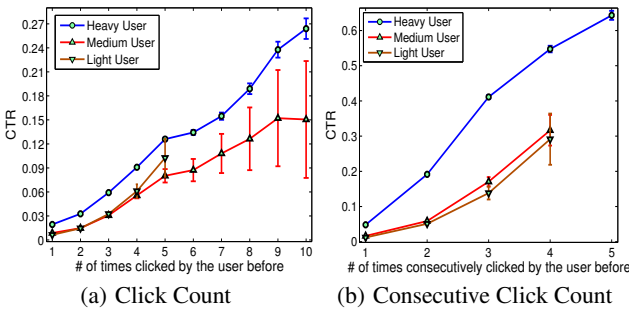 Heavy User
Medium User
Light User
CTR
0.27
0.24
0.21
0.18
0.15
0.12
0.09
0.06
0.03
0
1 2 3 4 5 6 7 8 9 10
# of times clicked by the user before
(a) Click Count
Heavy User
Medium User
Light User
CTR
0.6
0.5
0.4
0.3
0.2
0.1
0
1 2 3 4 5
# of times consecutively clicked by the user before
(b) Consecutive Click Count